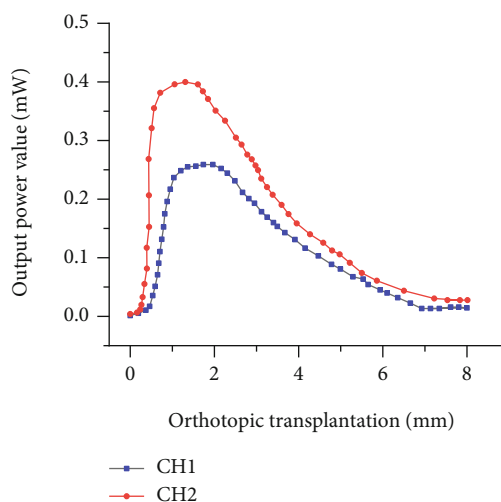 Output power value (mW)
0.5
0.4
0.3
0.2
0.1
0.0
0 2 4 6 8
Orthotopic transplantation (mm)
CH1
CH2